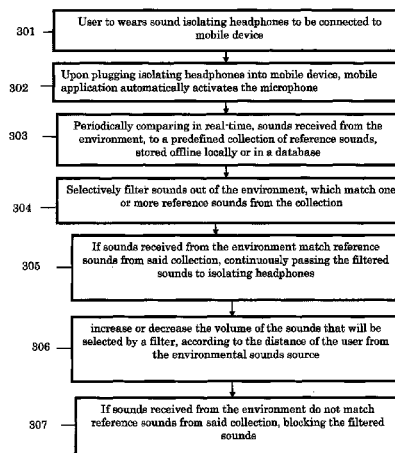 301
User to wears sound isolating headphones to be connected to
mobile device
302
Upon plugging isolating headphones into mobile device, mobile
application automatically activates the microphone
303
Periodically comparing in real-time, sounds received from the
environment, to a predefined collection of reference sounds,
stored offline locally or in a database
304
Selectively filter sounds out of the environment, which match one
or more reference sounds from the collection
305
If sounds received from the environment match reference
sounds from said collection, continuously passing the filtered
sounds to isolating headphones
306
increase or decrease the volume of the sounds that will be
selected by a filter, according to the distance of the user from
the environmental sounds source
307
If sounds received from the environment do not match
reference sounds from said collection, blocking the filtered
sounds